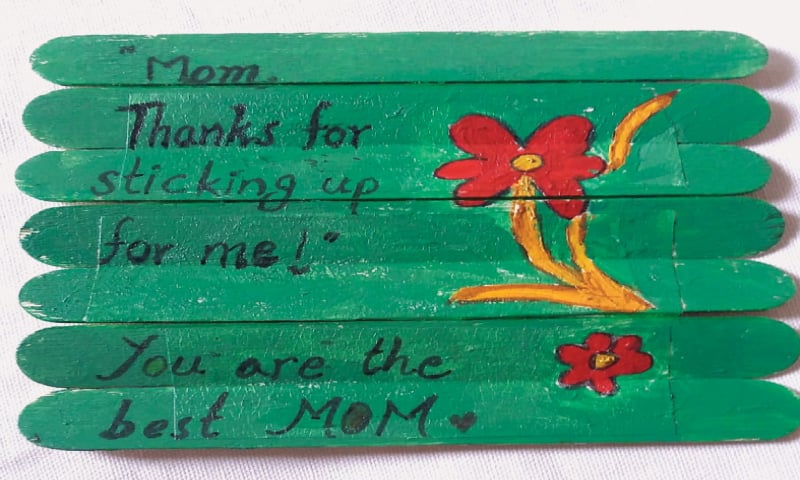 "Mom.
Thanks for
sticking up
for me!"
You are the
best MOM ♥